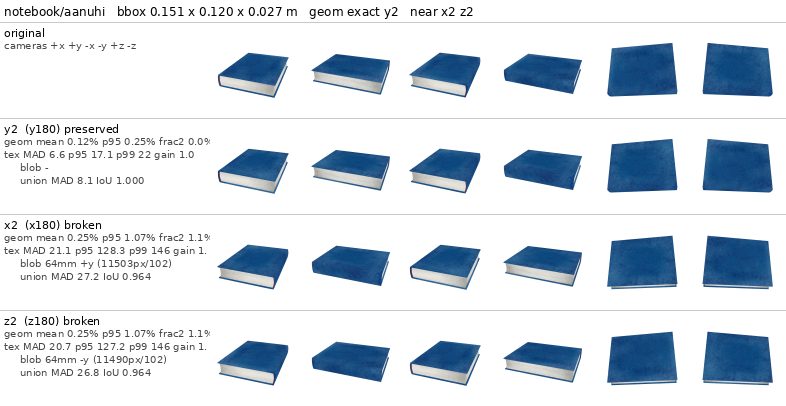 notebook/aanuhi   bbox 0.151 x 0.120 x 0.027 m   geom exact y2   near x2 z2
original
cameras +x +y -x -y +z -z
y2  (y180) preserved
geom mean 0.12% p95 0.25% frac2 0.0%
tex MAD 6.6 p95 17.1 p99 22 gain 1.0
blob -
union MAD 8.1 IoU 1.000
x2  (x180) broken
geom mean 0.25% p95 1.07% frac2 1.1%
tex MAD 21.1 p95 128.3 p99 146 gain 1.
blob 64mm +y (11503px/102)
union MAD 27.2 IoU 0.964
z2  (z180) broken
geom mean 0.25% p95 1.07% frac2 1.1%
tex MAD 20.7 p95 127.2 p99 146 gain 1.
blob 64mm -y (11490px/102)
union MAD 26.8 IoU 0.964